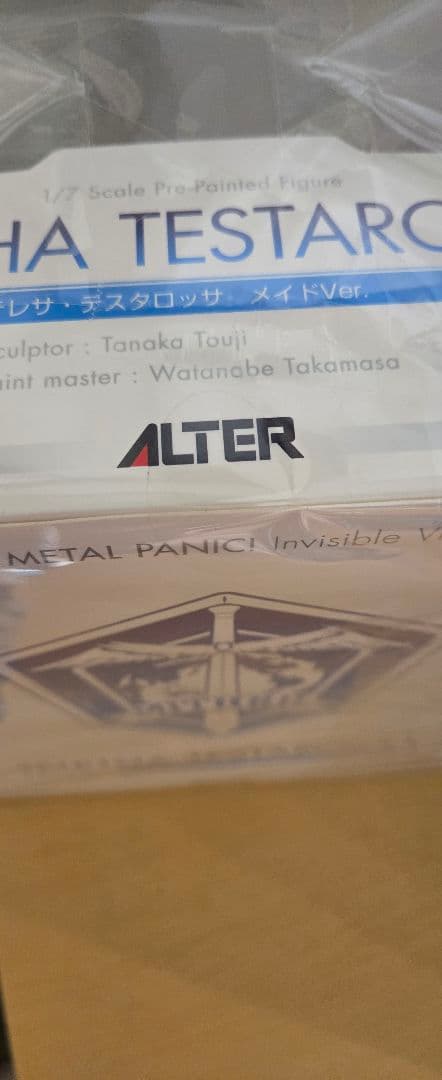 1/7 Scale Pre-Painted Figure
HA TESTARO
テレサ・テスタロッサ メイドVer.
culptor : Tanaka Touji
aint master : Watanabe Takamasa
ALTER
METAL PANIC! Invisible V